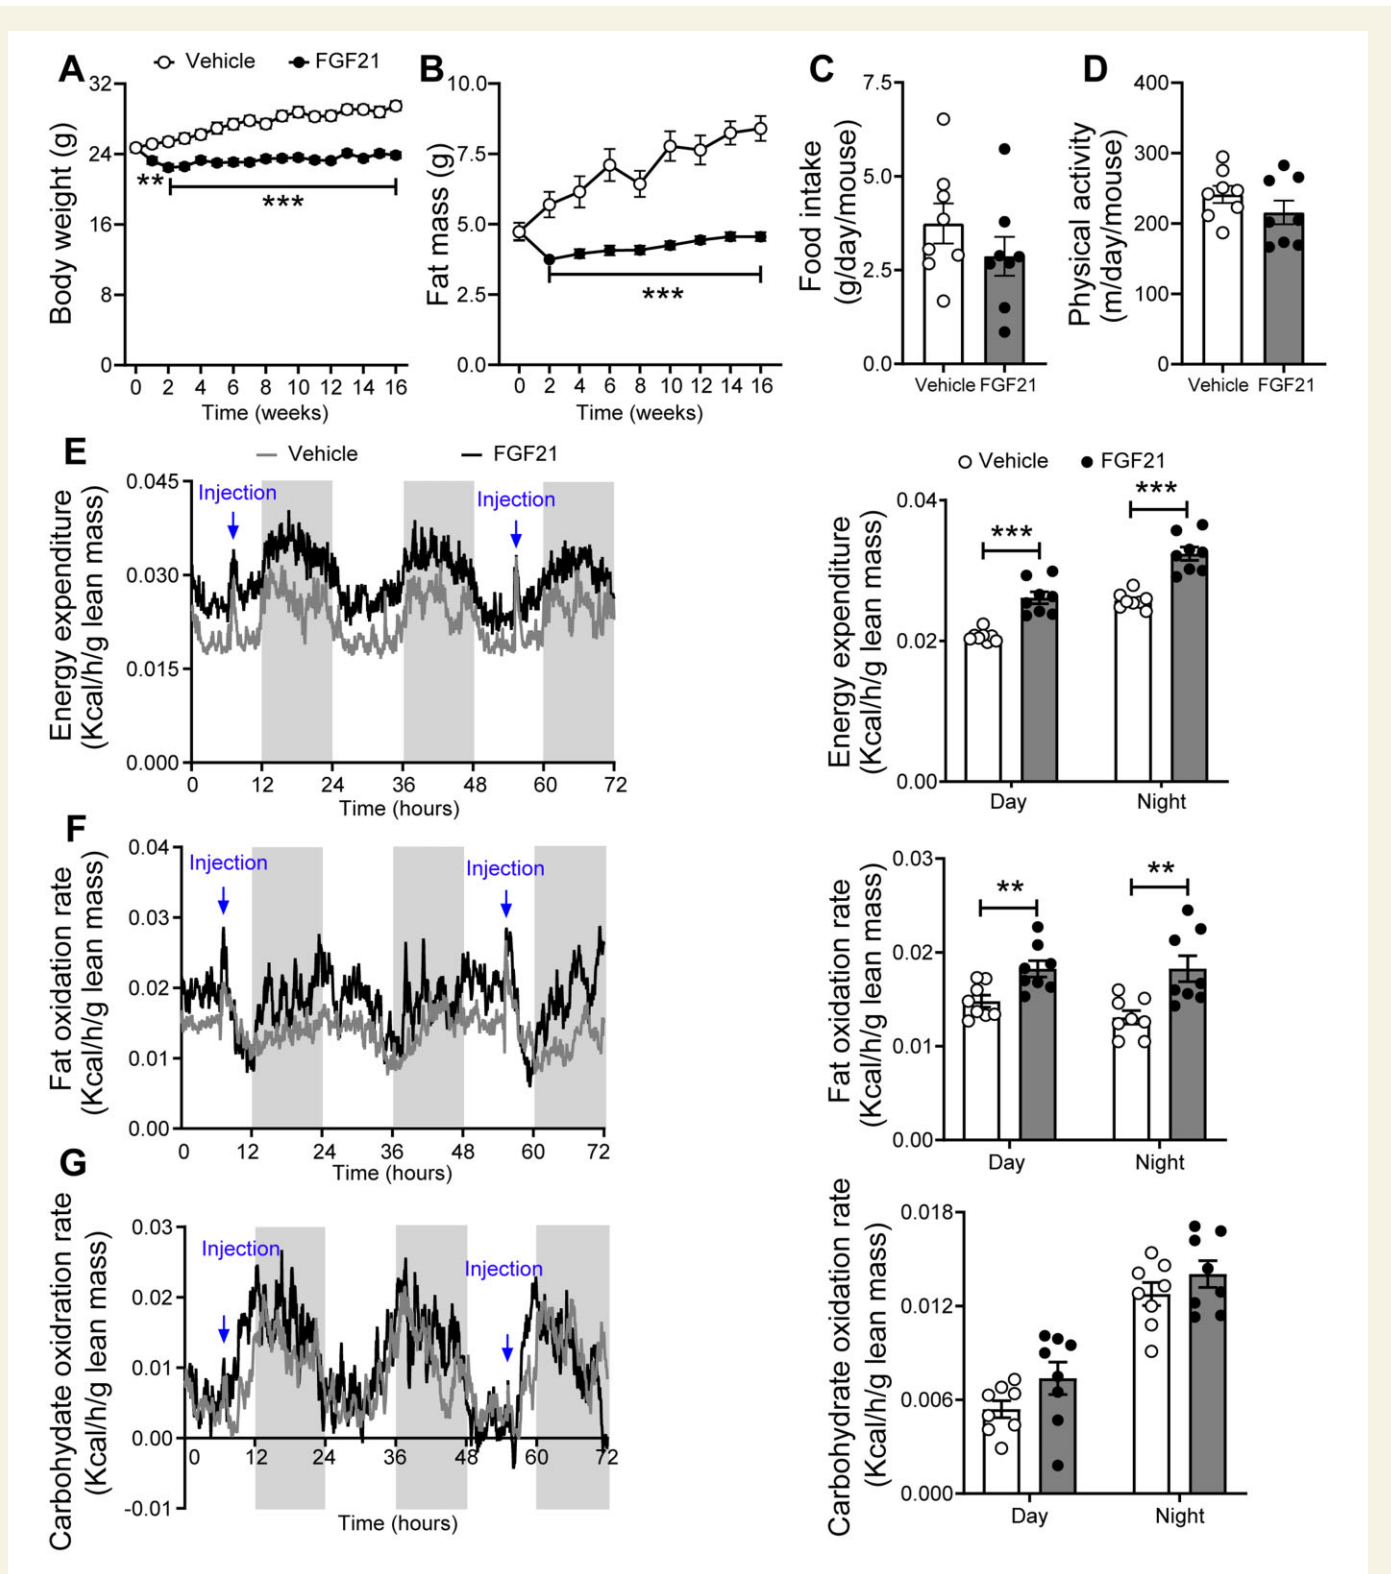 A
Vehicle
FGF21
Body weight (g)
32
24
16
8
0
**
***
0 2 4 6 8 10 12 14 16
Time (weeks)
B
Fat mass (g)
10.0
7.5
5.0
2.5
0.0
***
0 2 4 6 8 10 12 14 16
Time (weeks)
C
Food intake
(g/day/mouse)
7.5
5.0
2.5
0.0
Vehicle FGF21
D
Physical activity
(m/day/mouse)
400
300
200
100
0
Vehicle FGF21
E
Vehicle
FGF21
Energy expenditure
(Kcal/h/g lean mass)
0.045
0.030
0.015
0.000
Injection
Injection
0 12 24 36 48 60 72
Time (hours)
Vehicle
FGF21
Energy expenditure
(Kcal/h/g lean mass)
0.04
0.02
0.00
***
***
Day Night
F
Fat oxidation rate
(Kcal/h/g lean mass)
0.04
0.03
0.02
0.01
0.00
Injection
Injection
0 12 24 36 48 60 72
Time (hours)
Fat oxidation rate
(Kcal/h/g lean mass)
0.03
0.02
0.01
0.00
**
**
Day Night
G
Carbohydate oxidration rate
(Kcal/h/g lean mass)
0.03
0.02
0.01
0.00
-0.01
Injection
Injection
0 12 24 36 48 60 72
Time (hours)
Carbohydrate oxidation rate
(Kcal/h/g lean mass)
0.018
0.012
0.006
0.000
Day Night